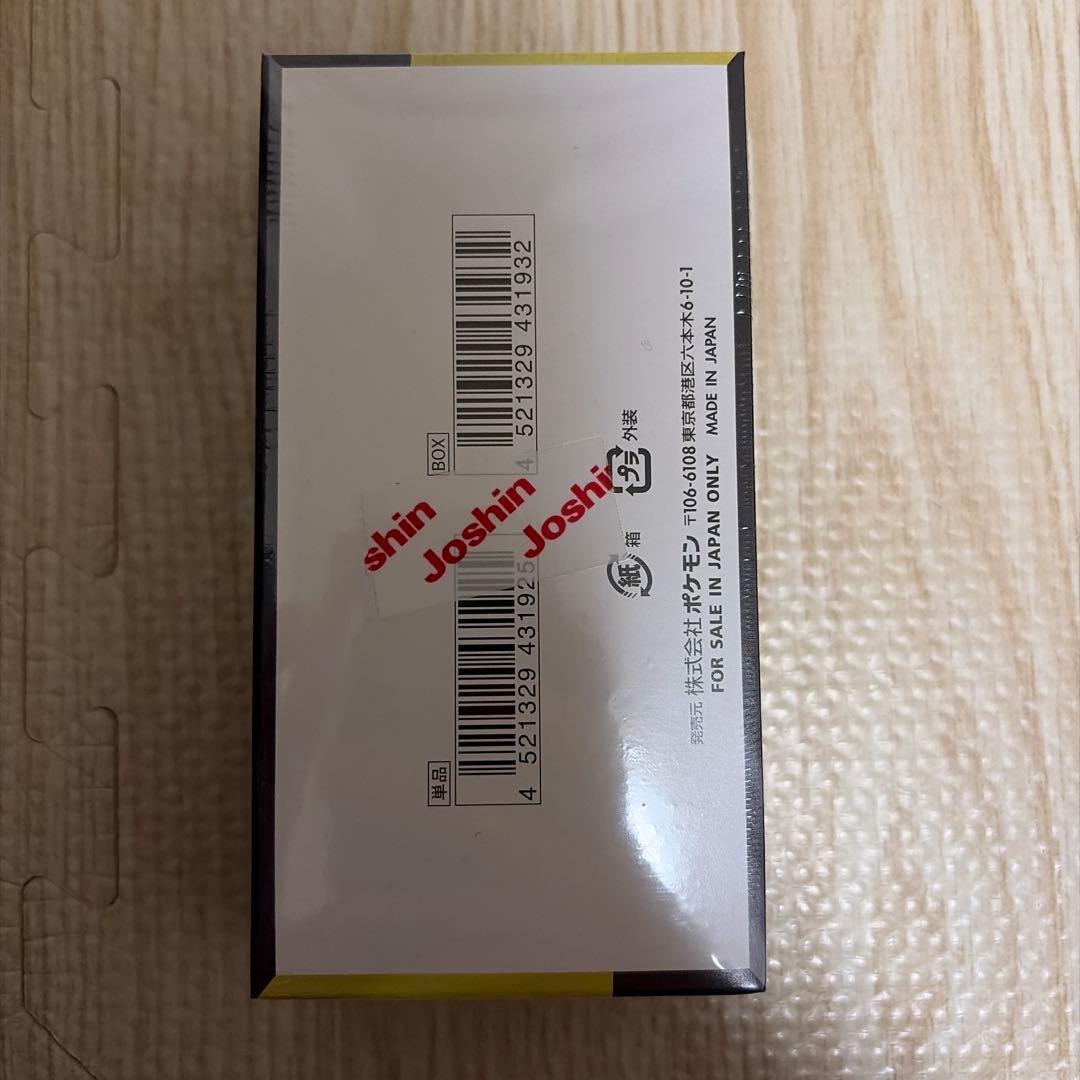 単品
4 521329 431925
BOX
4 521329 431932
shin
Joshin
Joshin
紙 箱
プラ 外装
発売元 株式会社 ポケモン 〒106-6108 東京都港区六本木6-10-1
FOR SALE IN JAPAN ONLY MADE IN JAPAN